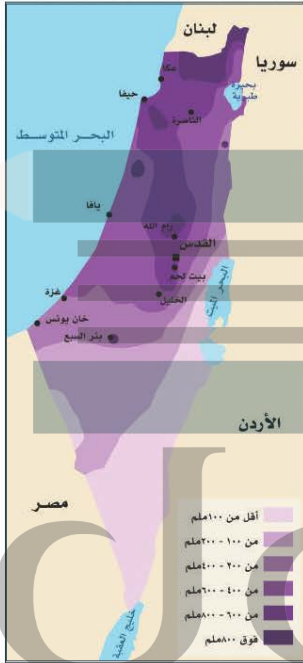 لبنان
سوريا
عكا
بحيرة
طبرية
حيفا
الناصرة
البحر المتوسط
يافا
رام الله
القدس
بيت لحم
البحر الميت
الخليل
غزة
خان يونس
بئر السبع
الأردن
مصر
أقل من ١٠٠ملم
من ١٠٠ - ٢٠٠ملم
من ٢٠٠ - ٤٠٠ملم
من ٤٠٠ - ٦٠٠ملم
من ٦٠٠ - ٨٠٠ملم
فوق ٨٠٠ملم
خليج العقبة